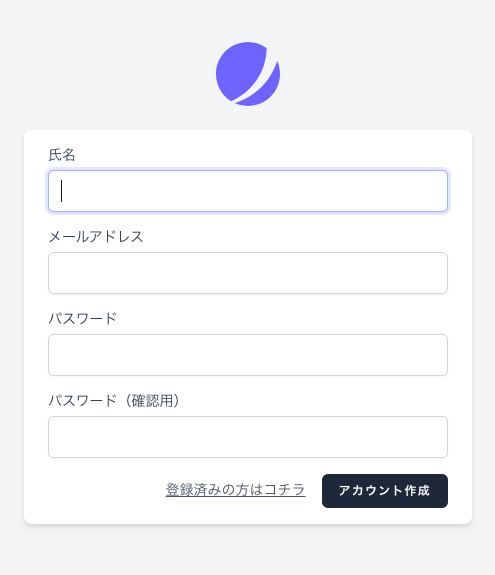 氏名
メールアドレス
パスワード
パスワード（確認用）
登録済みの方はコチラ
アカウント作成